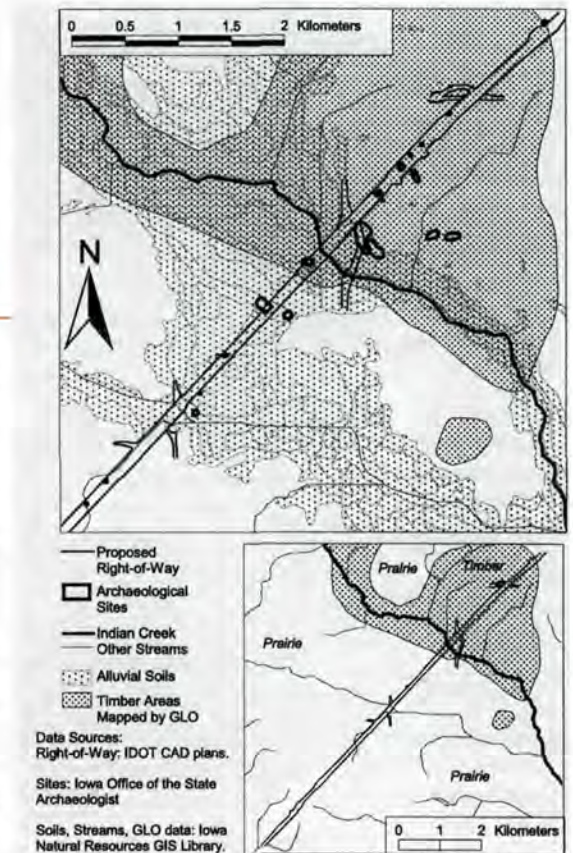 0 0.5 1 1.5 2 Kilometers
N
Proposed
Right-of-Way
Archaeological
Sites
Indian Creek
Other Streams
Alluvial Soils
Timber Areas
Mapped by GLO
Data Sources:
Right-of-Way: IDOT CAD plans.
Sites: Iowa Office of the State
Archaeologist
Soils, Streams, GLO data: Iowa
Natural Resources GIS Library.
Prairie
Timber
Prairie
Prairie
0 1 2 Kilometers